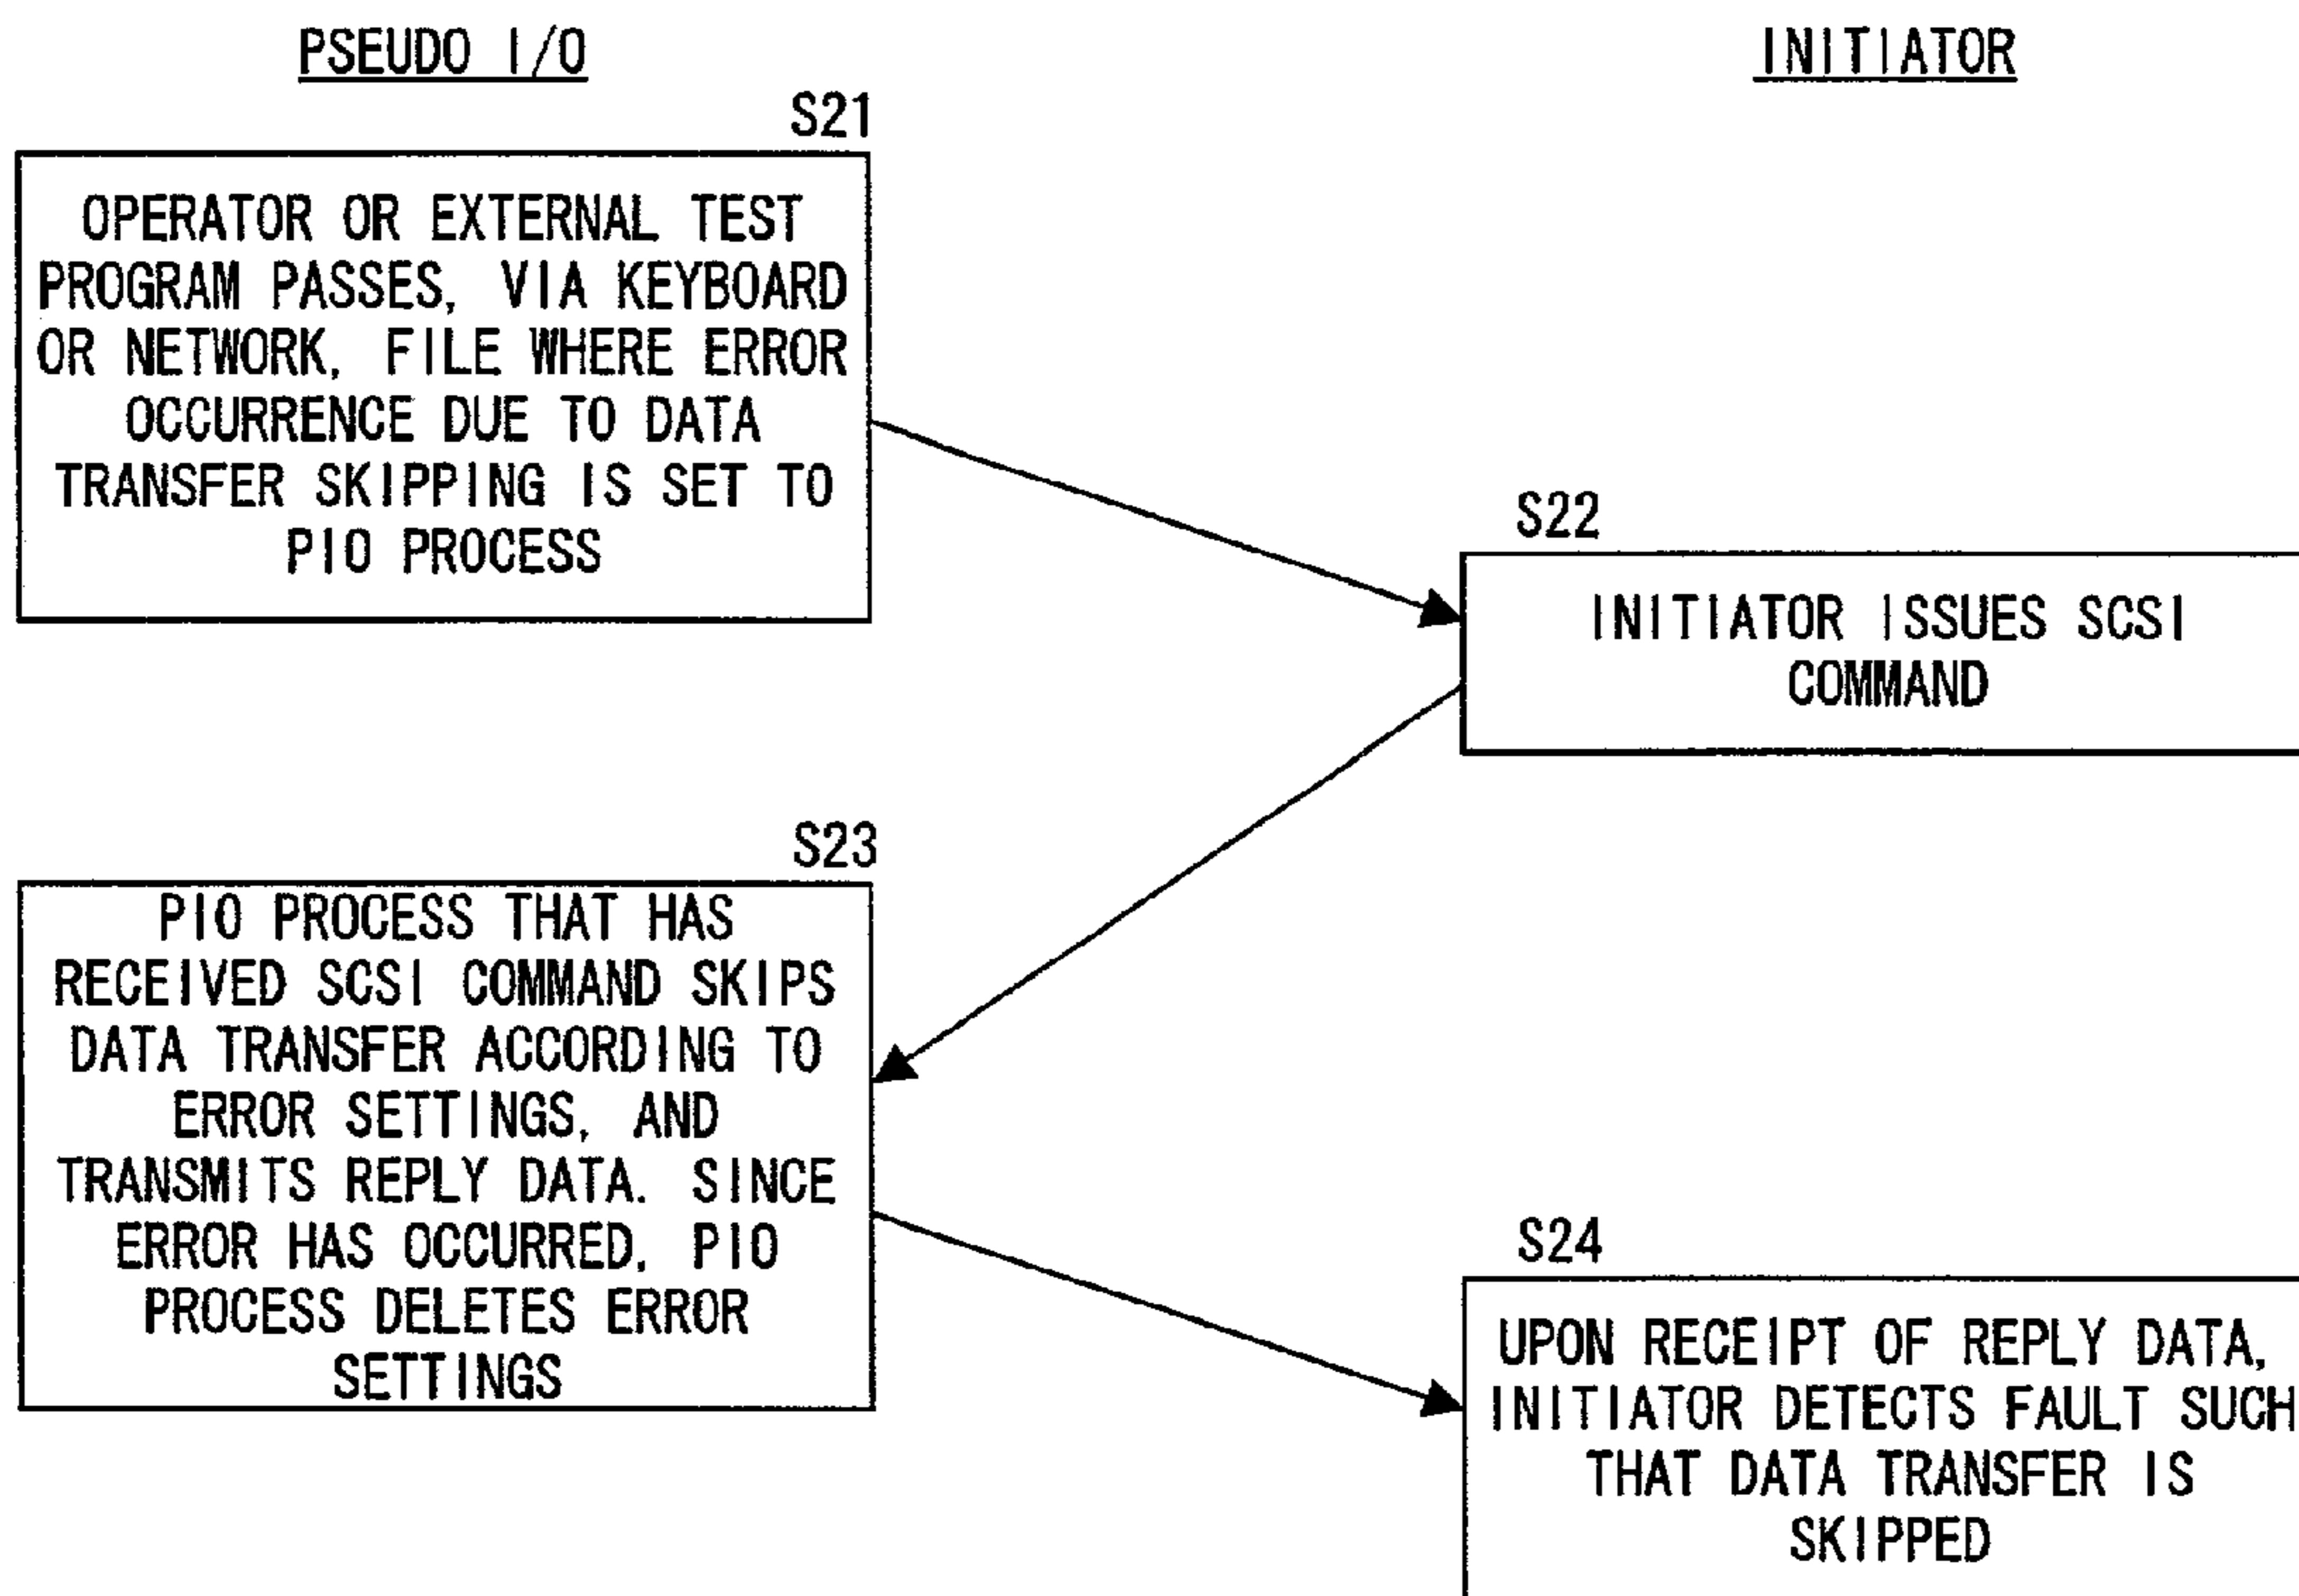 PSEUDO I/O
INITIATOR
S21
OPERATOR OR EXTERNAL TEST
PROGRAM PASSES, VIA KEYBOARD
OR NETWORK, FILE WHERE ERROR
OCCURRENCE DUE TO DATA
TRANSFER SKIPPING IS SET TO
PIO PROCESS
S22
INITIATOR ISSUES SCSI
COMMAND
S23
PIO PROCESS THAT HAS
RECEIVED SCSI COMMAND SKIPS
DATA TRANSFER ACCORDING TO
ERROR SETTINGS, AND
TRANSMITS REPLY DATA. SINCE
ERROR HAS OCCURRED, PIO
PROCESS DELETES ERROR
SETTINGS
S24
UPON RECEIPT OF REPLY DATA,
INITIATOR DETECTS FAULT SUCH
THAT DATA TRANSFER IS
SKIPPED